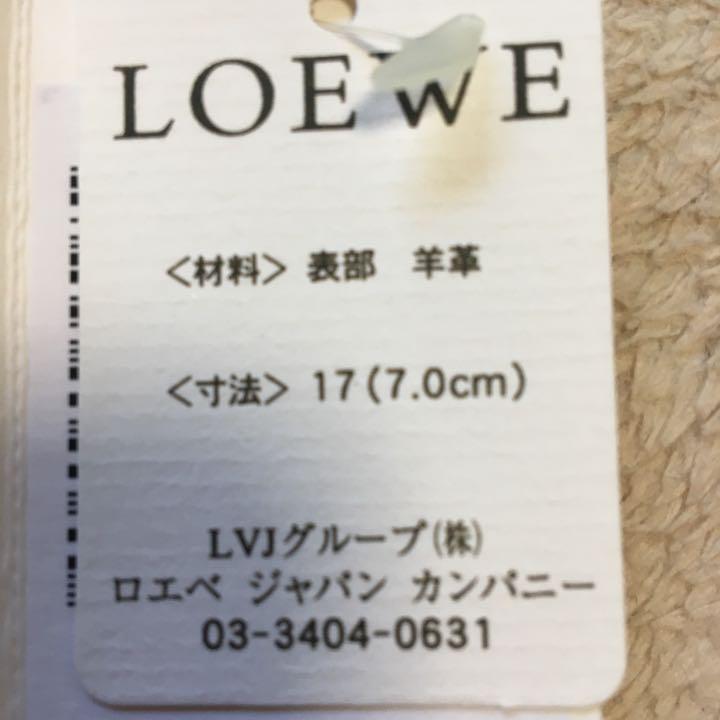 LOEWE
<材料> 表部 羊革
<寸法> 17(7.0cm)
LVJグループ(株)
ロエベ ジャパン カンパニー
03-3404-0631